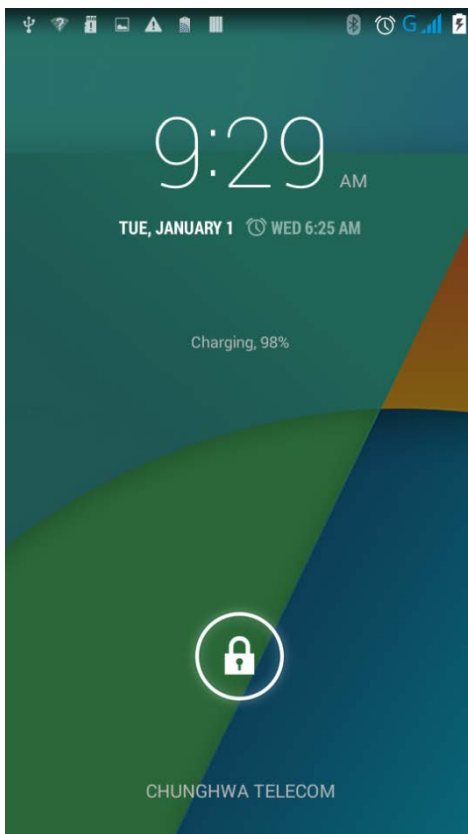 G
9:29 AM
TUE, JANUARY 1 WED 6:25 AM
Charging, 98%
CHUNGHWA TELECOM